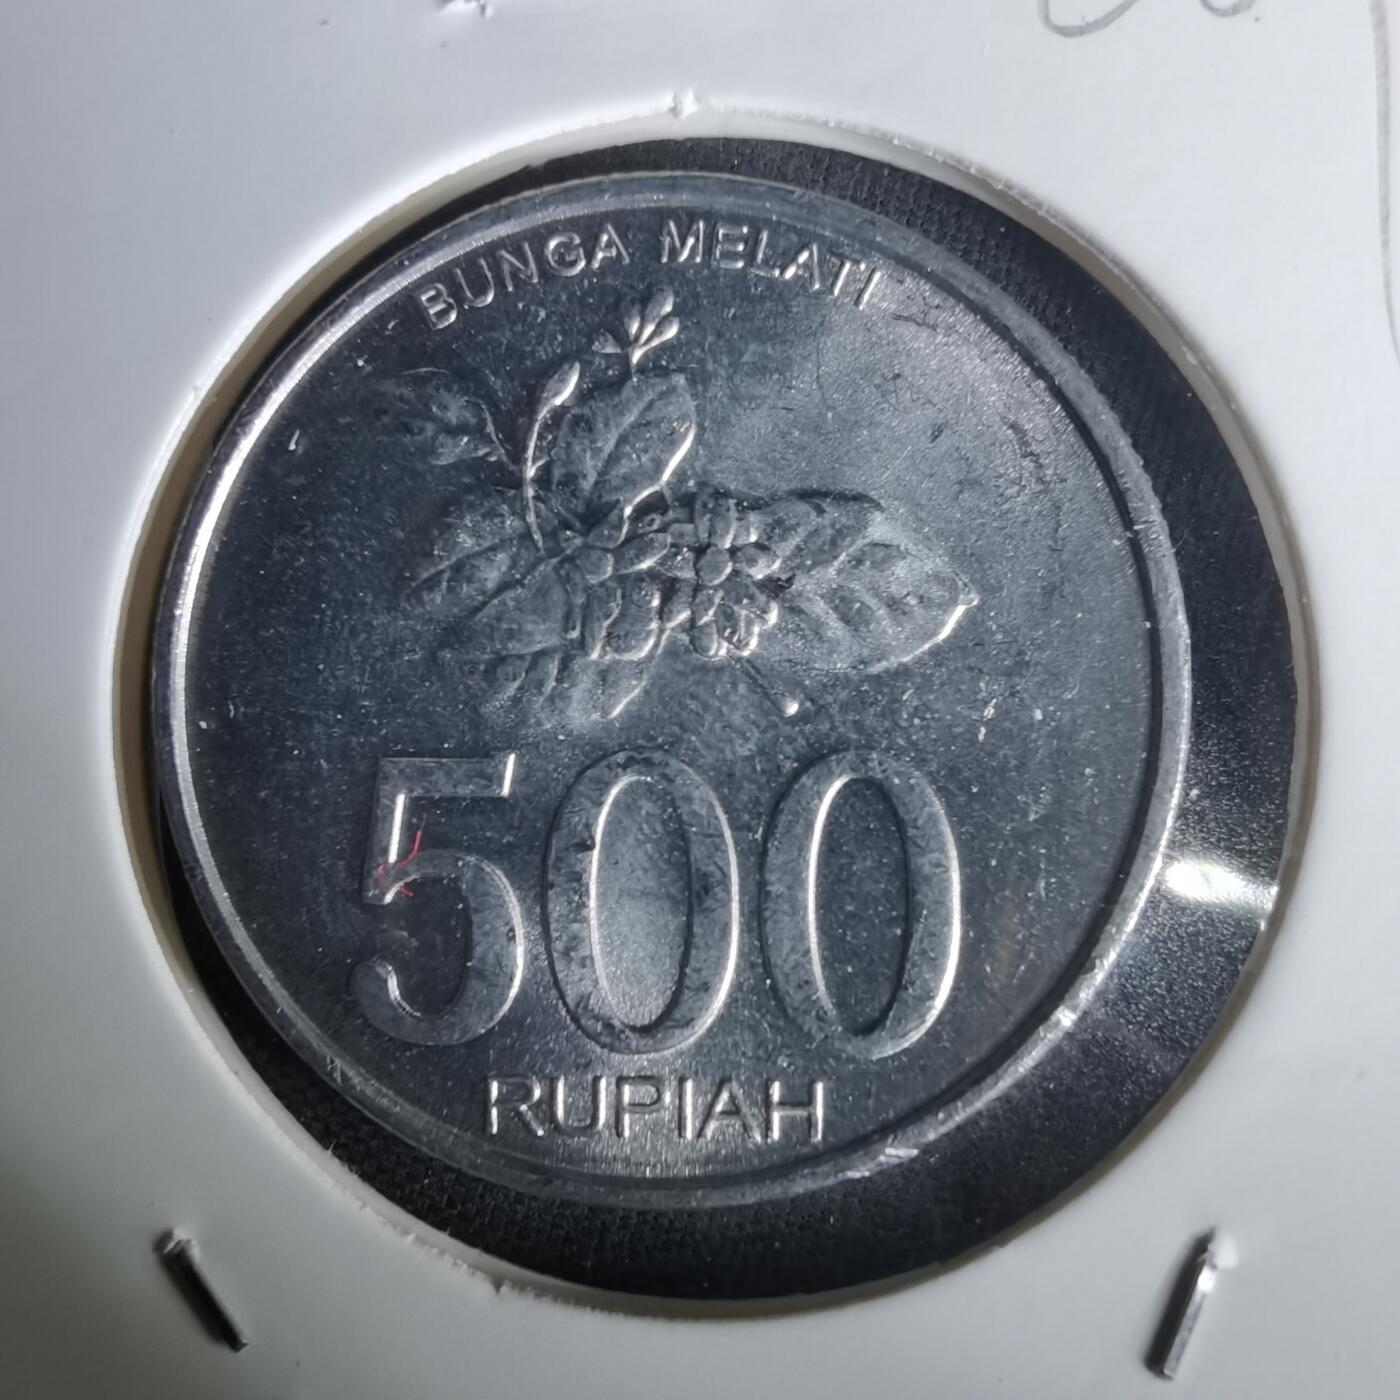 BUNGA MELATI
500
RUPIAH